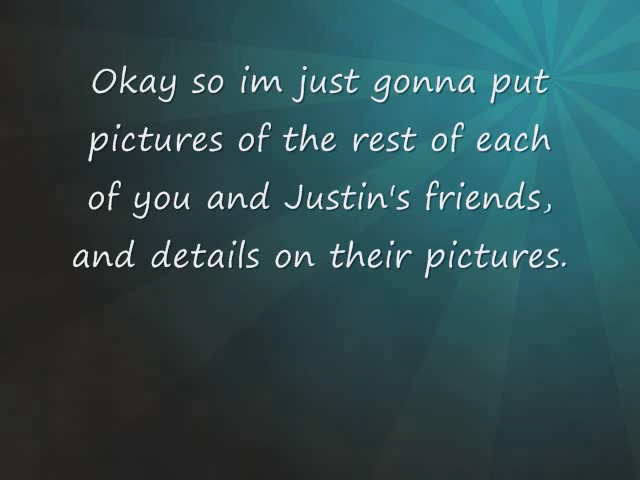 Okay so im just gonna put
pictures of the rest of each
of you and Justin's friends,
and details on their pictures.